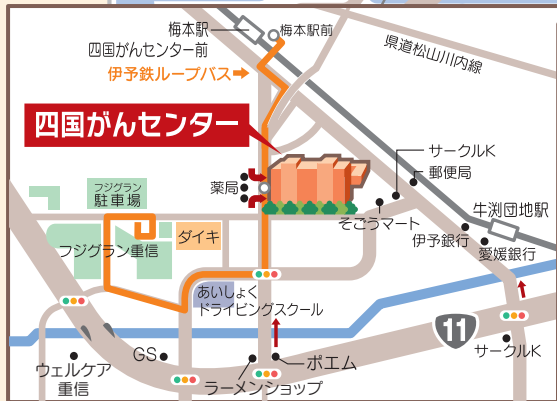 梅本駅
梅本駅前
四国がんセンター前
伊予鉄ループバス
県道松山川内線
四国がんセンター
サークルK
郵便局
フジグラン
駐車場
薬局
そごうマート
牛渕団地駅
フジグラン重信
ダイキ
伊予銀行
愛媛銀行
あいしょく
ドライビングスクール
11
ウェルケア
重信
GS
ポエム
サークルK
ラーメンショップ